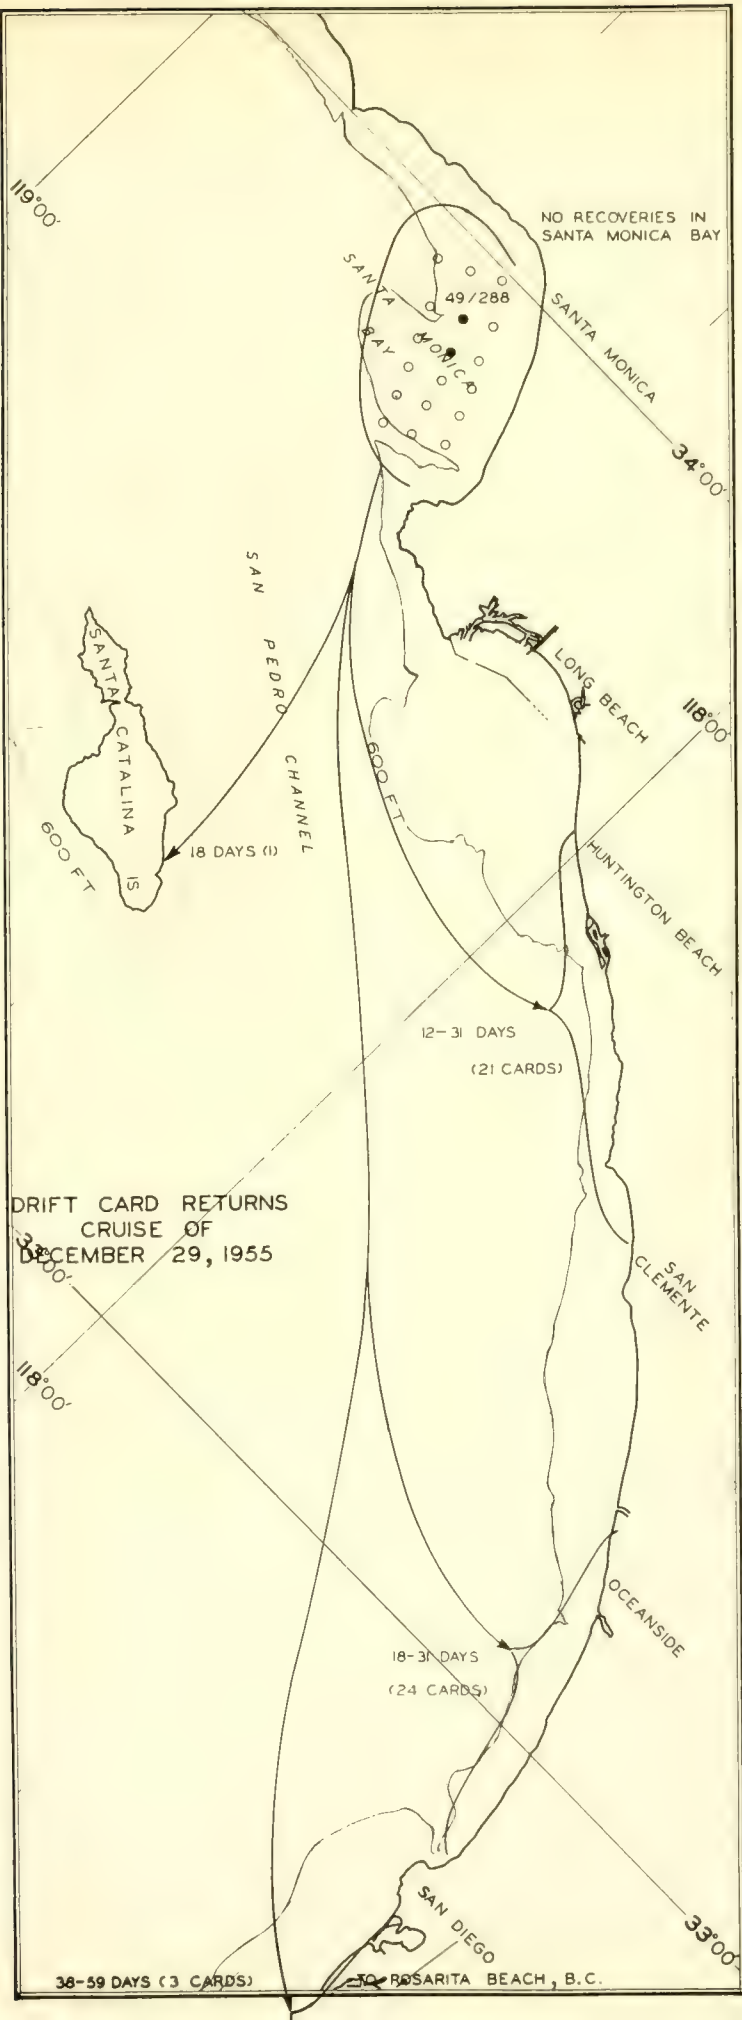 119°00'
NO RECOVERIES IN
SANTA MONICA BAY
SANTA
MONICA
BAY
49/288
SANTA MONICA
34°00'
SAN PEDRO CHANNEL
SANTA
CATALINA
IS
600 FT
LONG BEACH
118°00'
600 FT
18 DAYS (1)
HUNTINGTON BEACH
12-31 DAYS
(21 CARDS)
DRIFT CARD RETURNS
CRUISE OF
DECEMBER 29, 1955
33°00'
SAN
CLEMENTE
118°00'
OCEANSIDE
18-31 DAYS
(24 CARDS)
SAN DIEGO
33°00'
38-59 DAYS (3 CARDS)
TO ROSARITA BEACH, B.C.